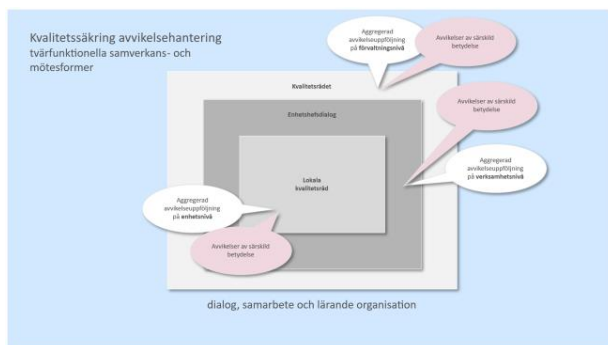 Kvalitetssäkring avvikelsehantering
tvärfunktionella samverkans- och
mötesformer
Aggregerad
avvikelseuppföljning
på förvaltningsnivå
Avvikelser av särskild
betydelse
Kvalitetsrådet
Avvikelser av särskild
betydelse
Enhetschefsdialog
Aggregerad
avvikelseuppföljning
på verksamhetsnivå
Lokala
kvalitetsråd
Aggregerad
avvikelseuppföljning
på enhetsnivå
Avvikelser av särskild
betydelse
dialog, samarbete och lärande organisation